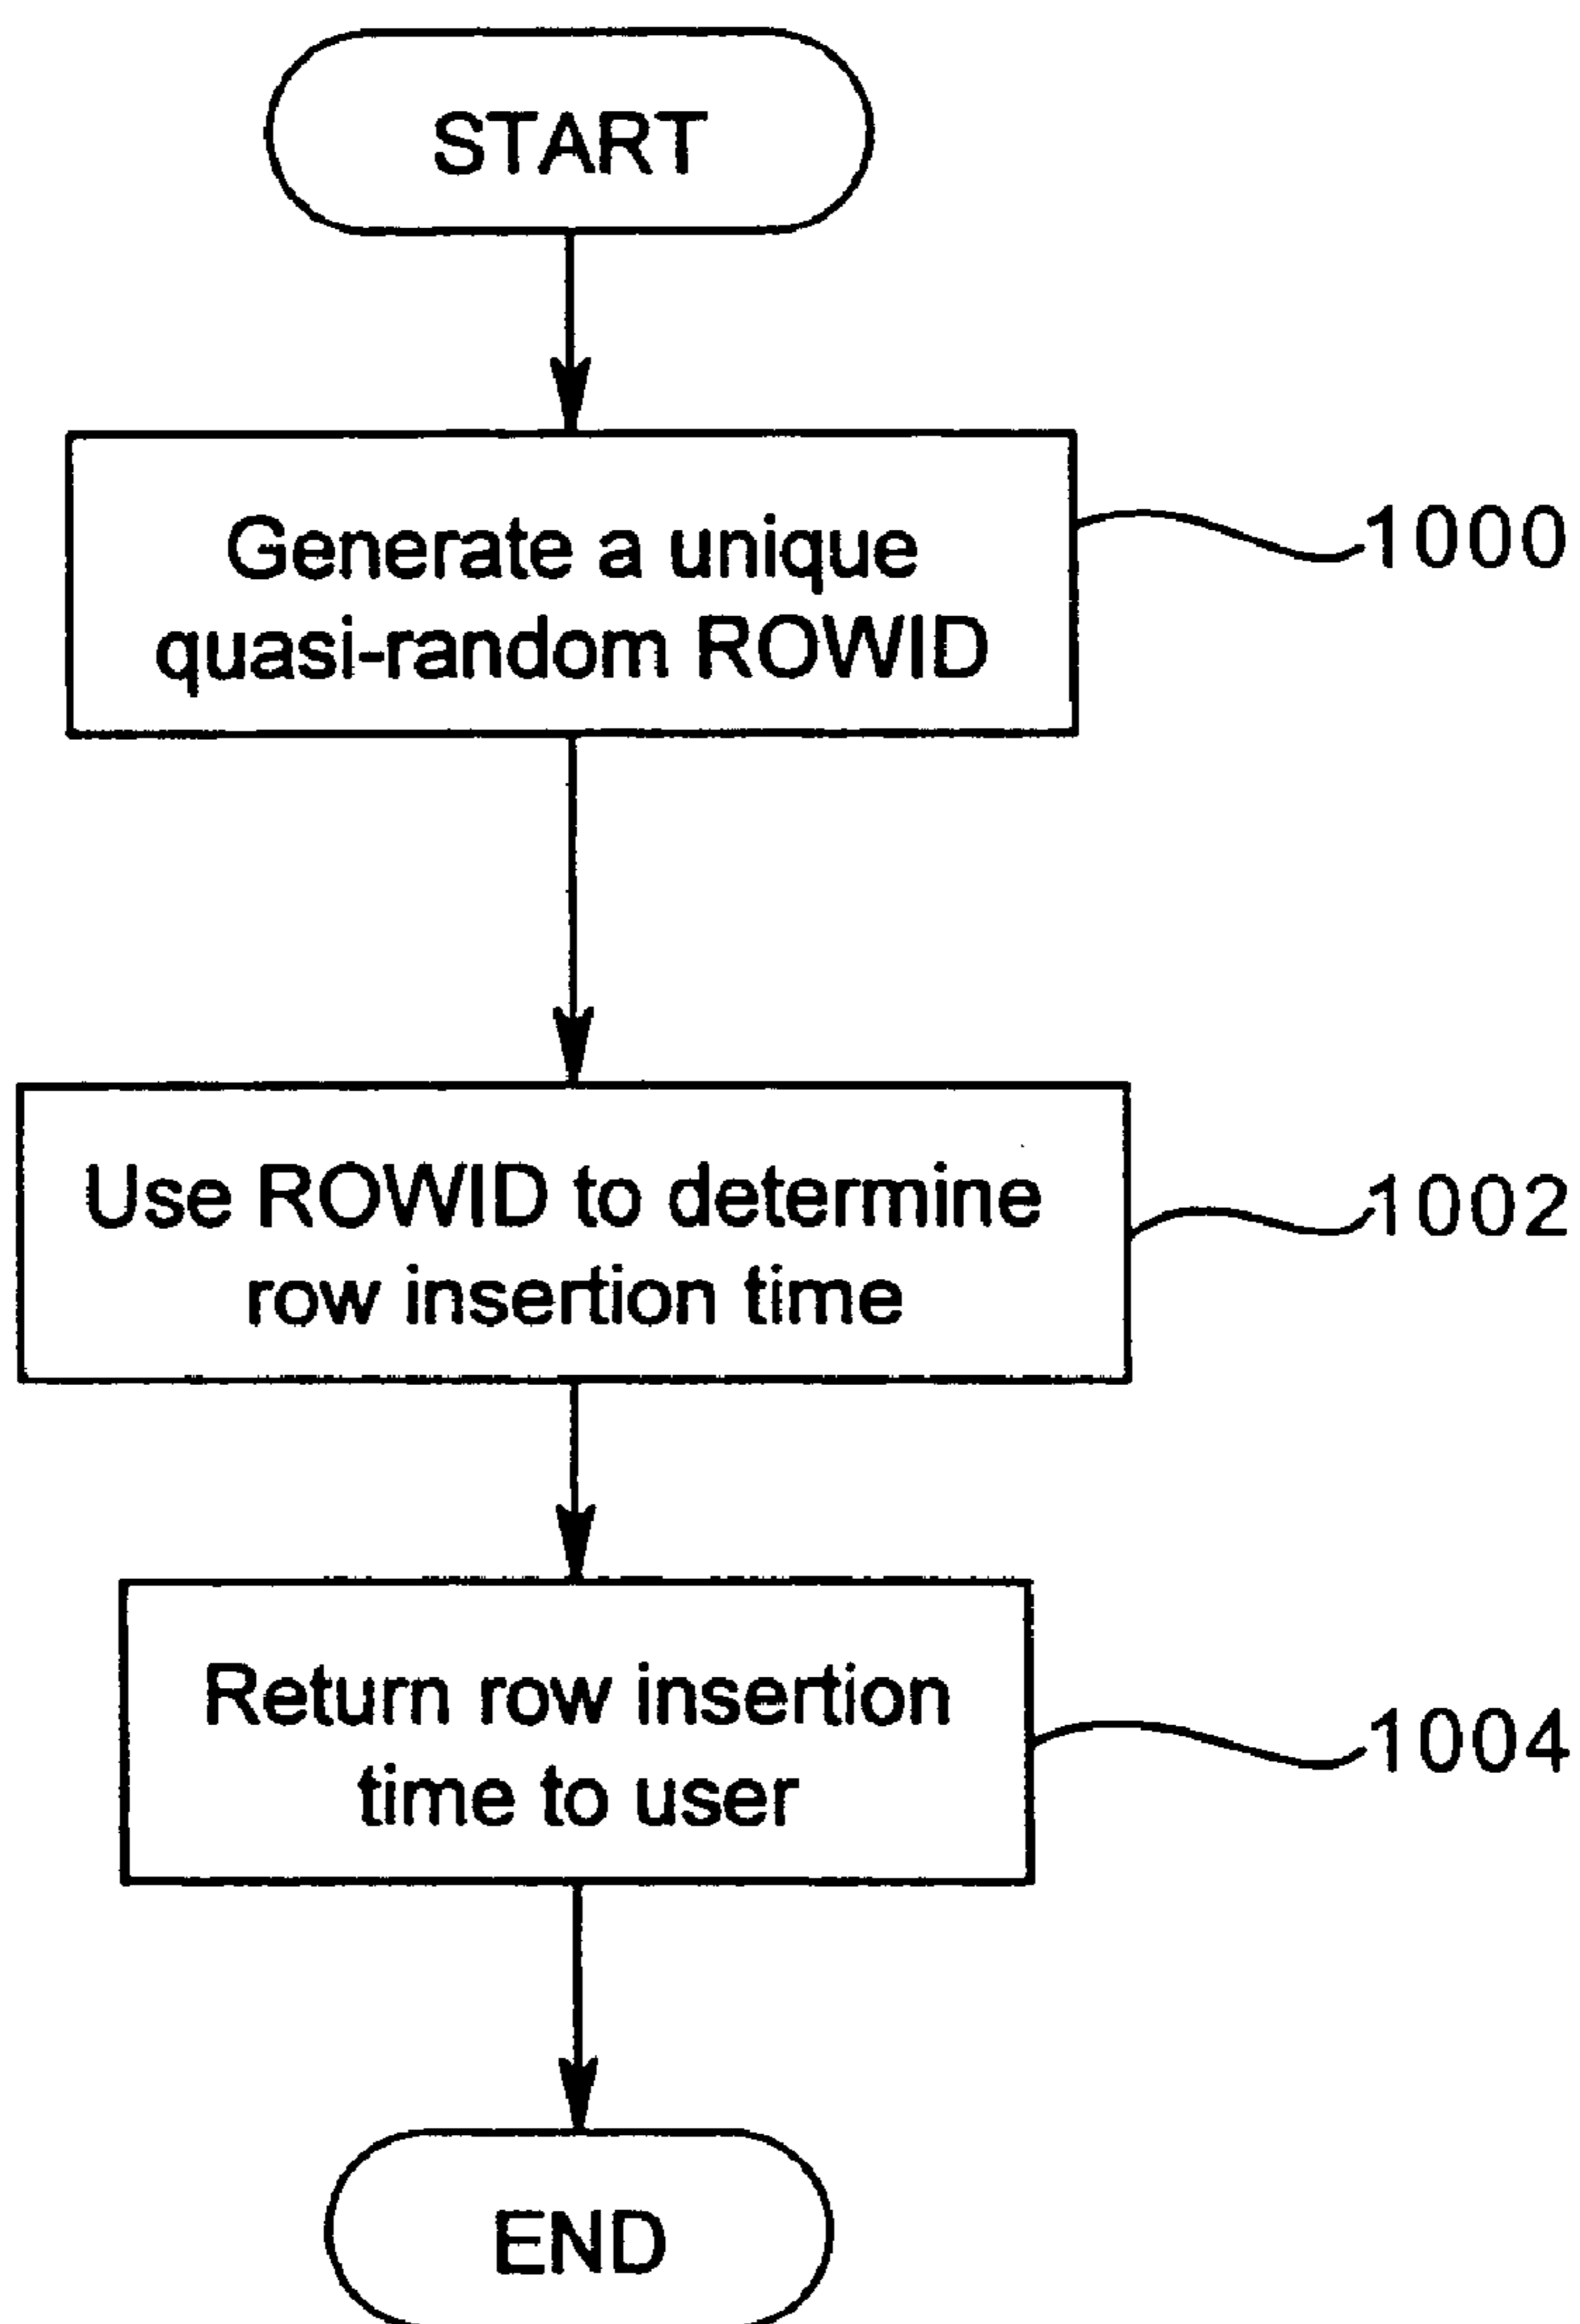 START
Generate a unique
quasi-random ROWID
1000
Use ROWID to determine
row insertion time
1002
Return row insertion
time to user
1004
END